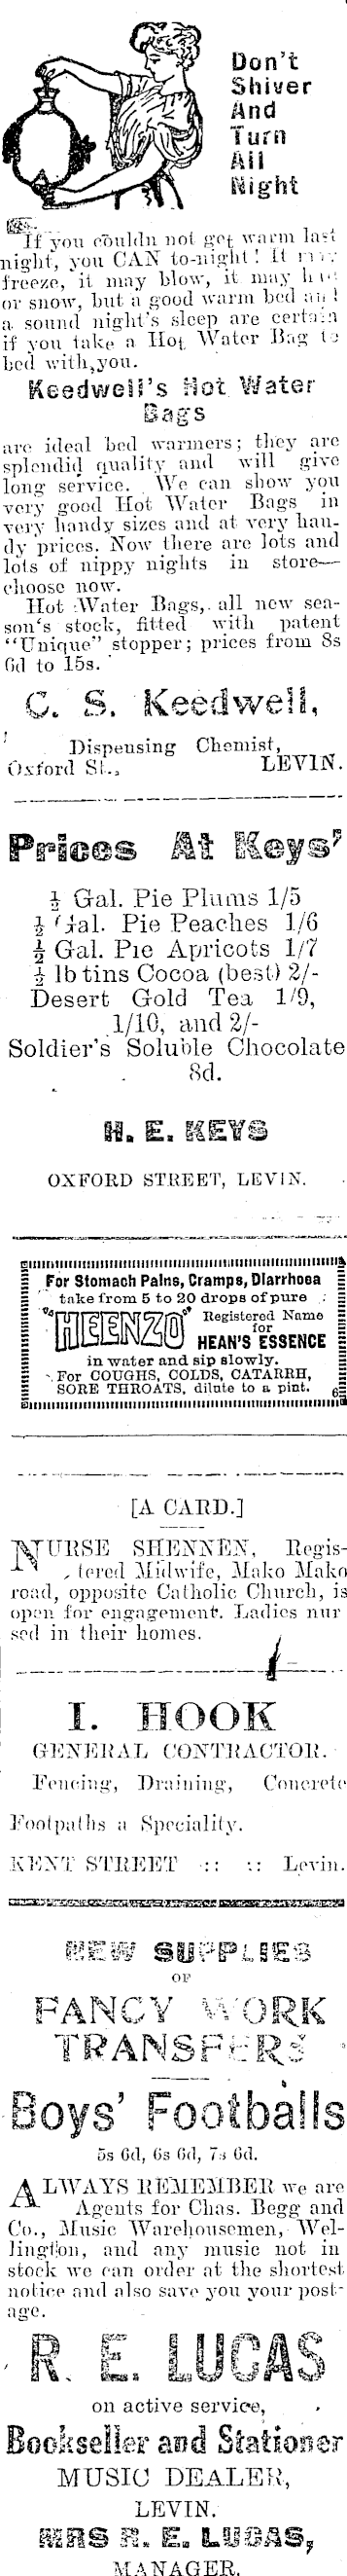 Don't
Shiver
And
Turn
All
Night
If you couldn not get warm last
night, you CAN to-night! It may
freeze, it may blow, it may
or snow, but a good warm bed and
a sound night's sleep are certain
if you take a Hot Water Bag to
bed with you.
Keedwell's Hot Water
Bags
are ideal bed warmers; they are
splendid quality and will give
long service. We can show you
very good Hot Water Bags in
very handy sizes and at very han-
dy prices. Now there are lots and
lots of nippy nights in store—
choose now.
Hot Water Bags, all new sea-
son's stock, fitted with patent
"Unique" stopper; prices from 8s
6d to 15s.
C. S. Keedwell,
Dispensing Chemist,
Oxford St., LEVIN.
Prices At Keys'
½ Gal. Pie Plums 1/5
½ Gal. Pie Peaches 1/6
½ Gal. Pie Apricots 1/7
½ lb tins Cocoa (best) 2/-
Desert Gold Tea 1/9,
1/10, and 2/-
Soldier's Soluble Chocolate
8d.
H. E. KEYS
OXFORD STREET, LEVIN.
For Stomach Pains, Cramps, Diarrhoea
take from 5 to 20 drops of pure
"HEENZO" Registered Name
for
HEAN'S ESSENCE
in water and sip slowly.
For COUGHS, COLDS, CATARRH,
SORE THROATS, dilute to a pint. 6
[A CARD.]
NURSE SHENNEN, Regis-
tered Midwife, Mako Mako
road, opposite Catholic Church, is
open for engagement. Ladies nur
sed in their homes.
I. HOOK
GENERAL CONTRACTOR.
Fencing, Draining, Concrete
Footpaths a Speciality.
KENT STREET :: :: Levin.
NEW SUPPLIES
OF
FANCY WORK
TRANSFERS
Boys' Footballs
5s 6d, 6s 6d, 7s 6d.
ALWAYS REMEMBER we are
Agents for Chas. Begg and
Co., Music Warehousemen, Wel-
lington, and any music not in
stock we can order at the shortest
notice and also save you your post-
age.
R. E. LUCAS
on active service,
Bookseller and Stationer
MUSIC DEALER,
LEVIN.
MRS R. E. LUCAS,
MANAGER.